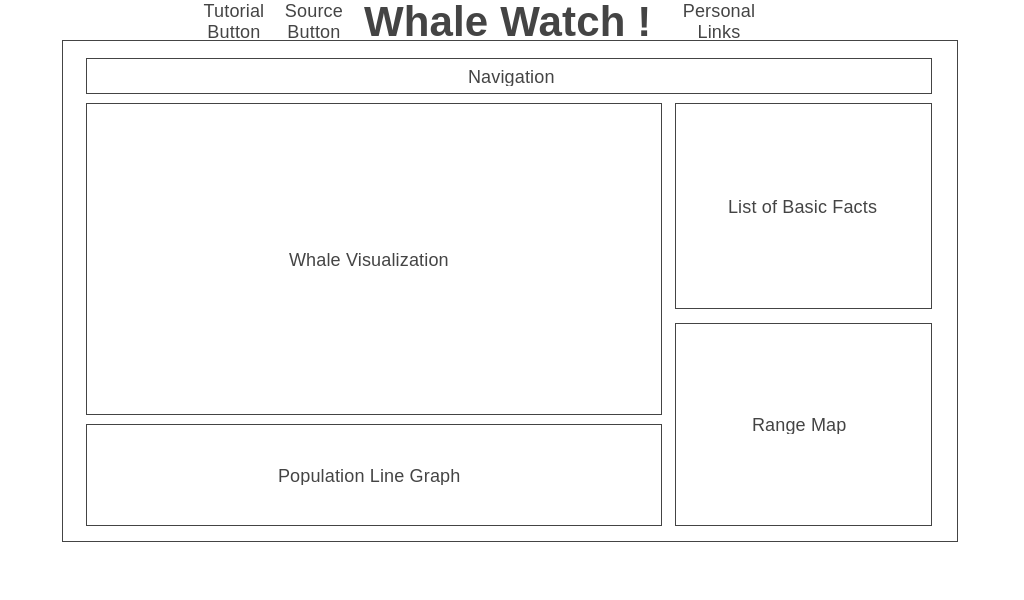 Tutorial
Button
Source
Button
Whale Watch !
Personal
Links
Navigation
Whale Visualization
List of Basic Facts
Range Map
Population Line Graph